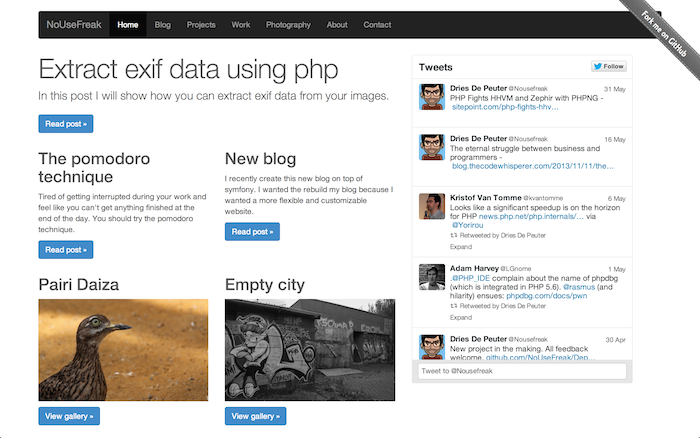 NoUseFreak Home Blog Projects Work Photography About Contact
Fork me on GitHub
Extract exif data using php
In this post I will show how you can extract exif data from your images.
Read post »
The pomodoro
technique
Tired of getting interrupted during your work and
feel like you can't get anything finished at the
end of the day. You should try the pomodoro
technique.
Read post »
New blog
I recently create this new blog on top of
symfony. I wanted the rebuild my blog because I
wanted a more flexible and customizable
website.
Read post »
Pairi Daiza
View gallery »
Empty city
View gallery »
Tweets
Follow
Dries De Peuter @Nousefreak 31 May
PHP Fights HHVM and Zephir with PHPNG -
sitepoint.com/php-fights-hhv…
Dries De Peuter @Nousefreak 16 May
The eternal struggle between business and
programmers -
blog.thecodewhisperer.com/2013/11/11/the…
Kristof Van Tomme @kvantomme 6 May
Looks like a significant speedup is on the horizon
for PHP news.php.net/php.internals/… via
@Yorirou
Retweeted by Dries De Peuter
Expand
Adam Harvey @LGnome 1 May
.@PHP_IDE complain about the name of phpdbg
(which is integrated in PHP 5.6). @rasmus (and
hilarity) ensues: phpdbg.com/docs/pwn
Retweeted by Dries De Peuter
Expand
Dries De Peuter @Nousefreak 30 Apr
New project in the making. All feedback
welcome. github.com/NoUseFreak/Dep…
Tweet to @Nousefreak